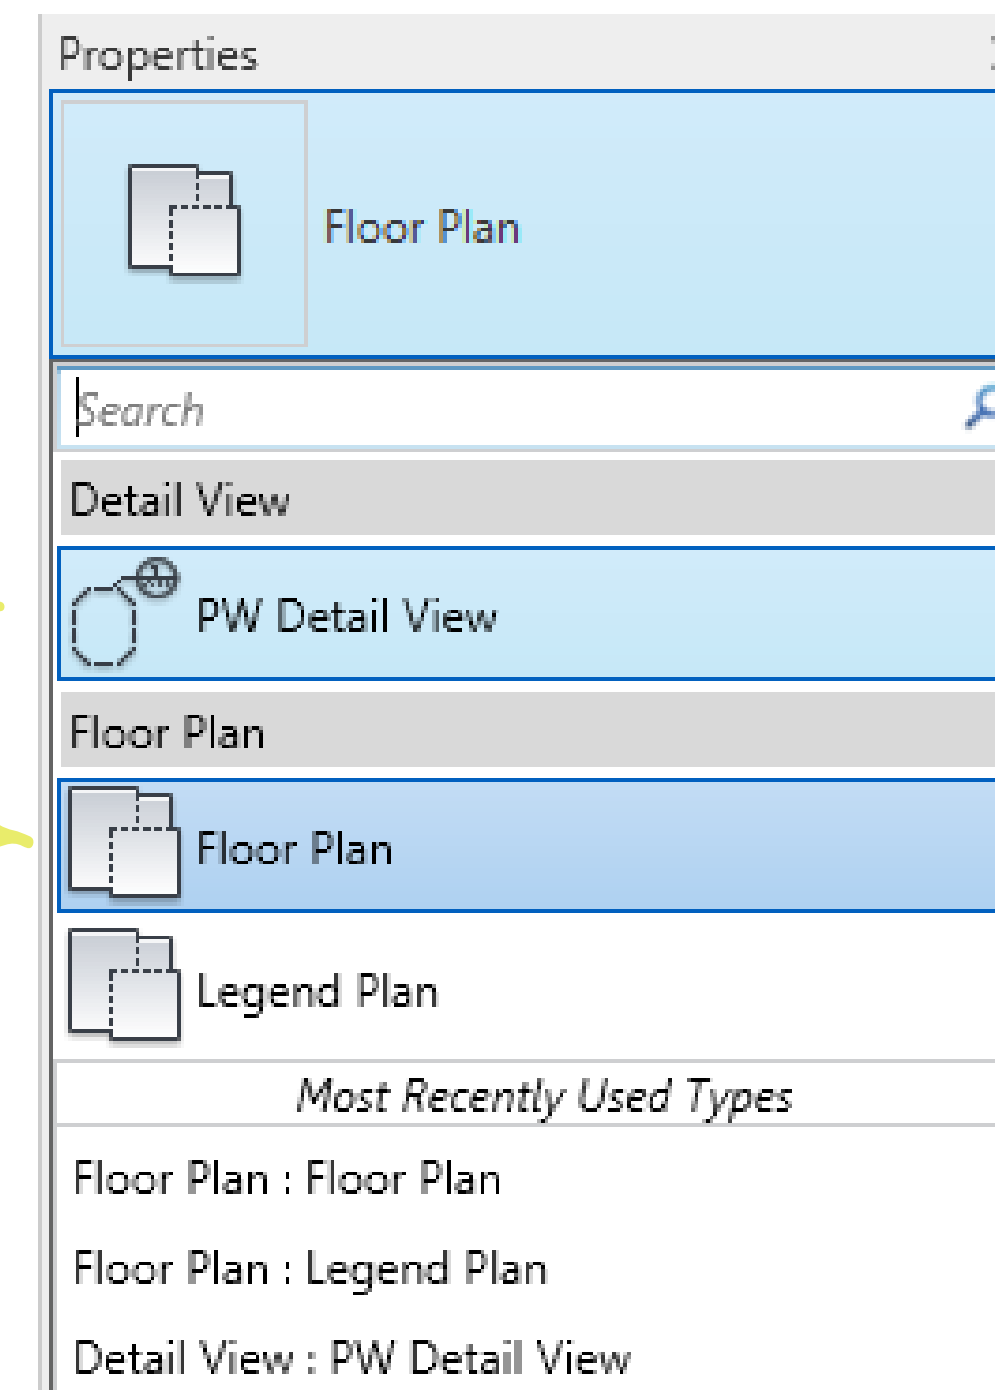 Properties
Floor Plan
Search
Detail View
PW Detail View
Floor Plan
Floor Plan
Legend Plan
Most Recently Used Types
Floor Plan : Floor Plan
Floor Plan : Legend Plan
Detail View : PW Detail View